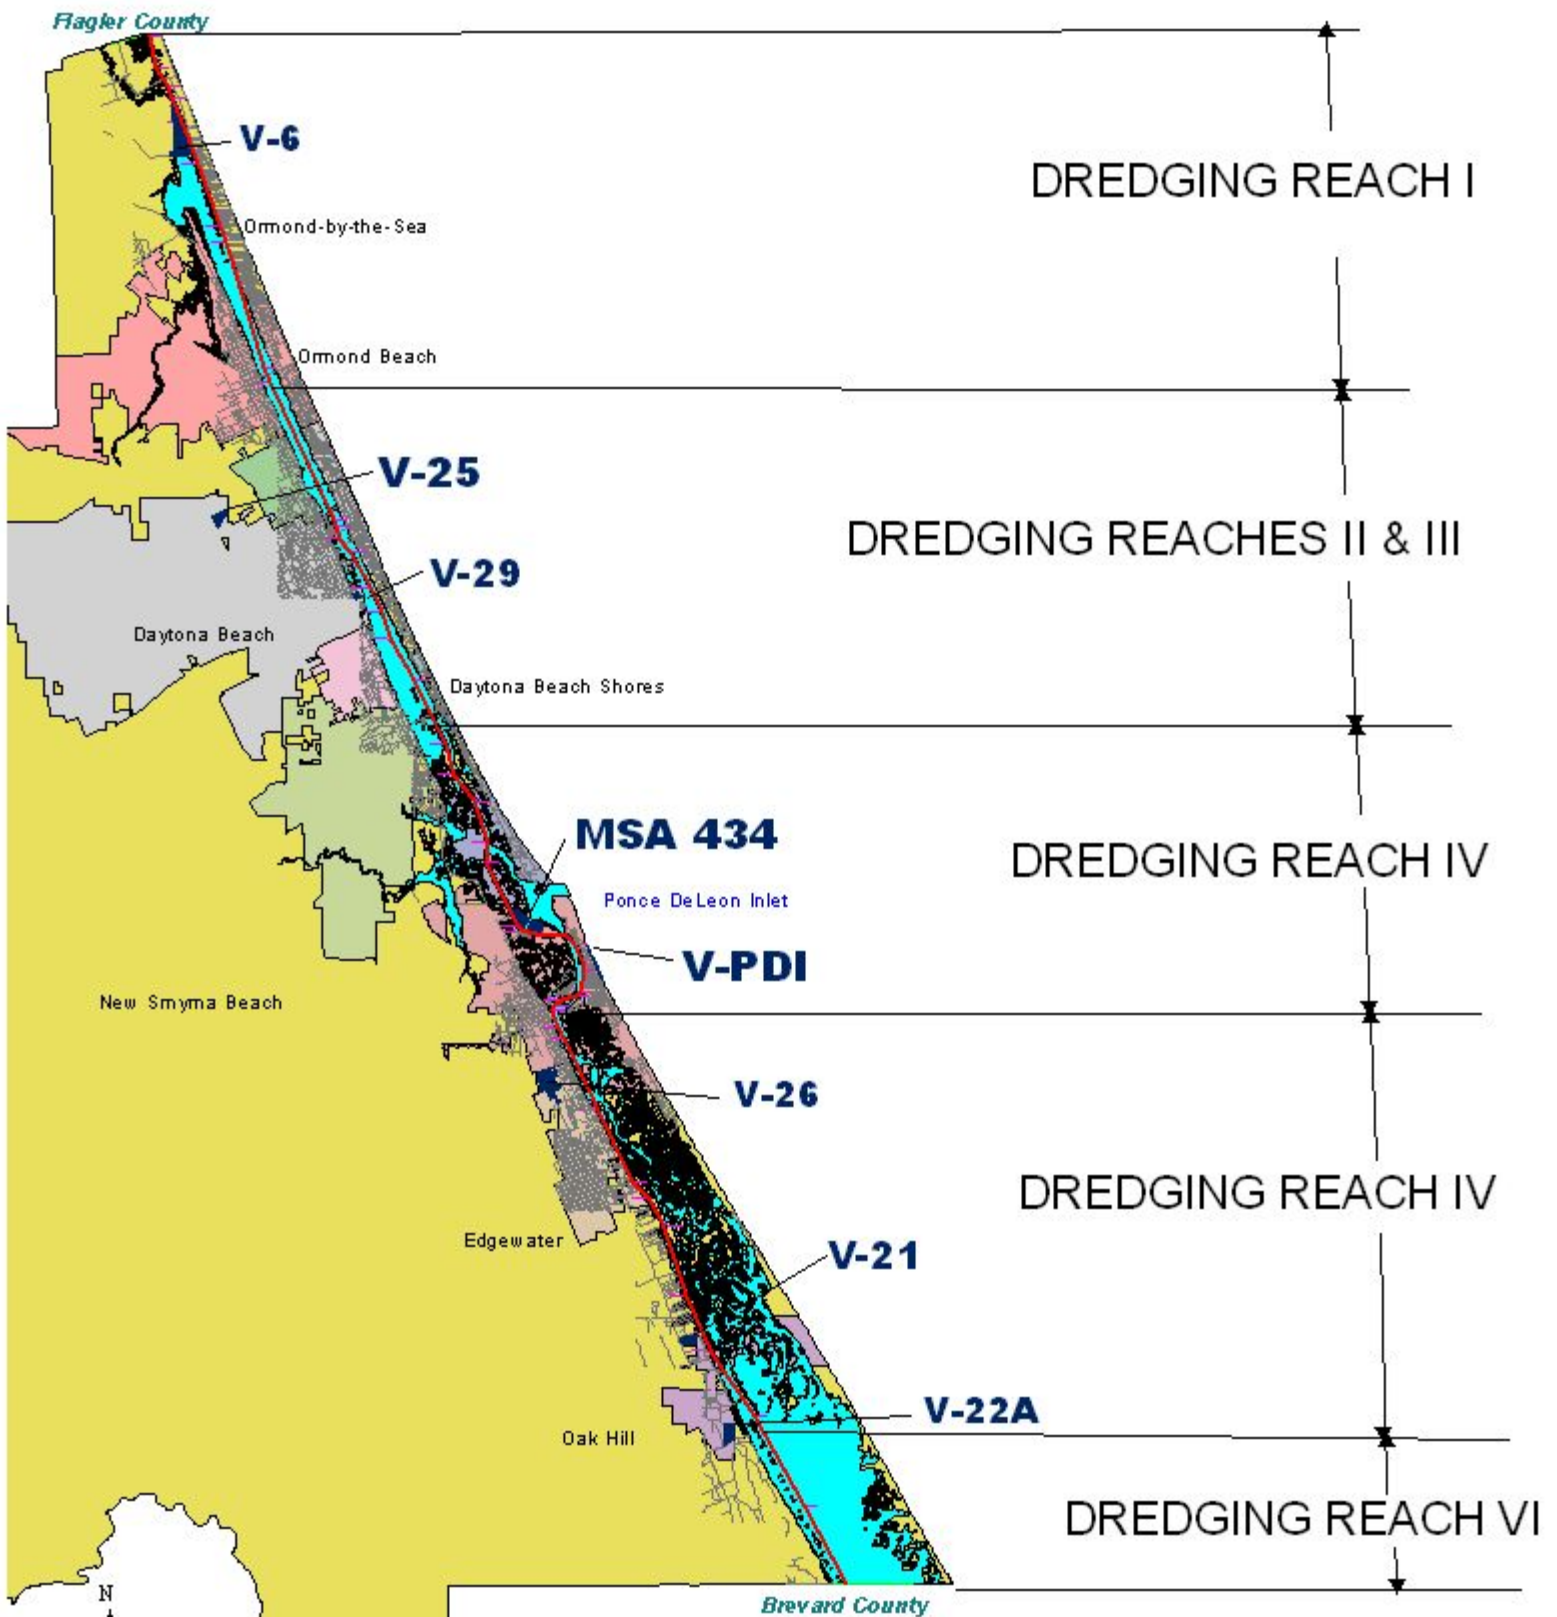 Flagler County
V-6
DREDGING REACH I
Ormond-by-the-Sea
Ormond Beach
V-25
DREDGING REACHES II & III
V-29
Daytona Beach
Daytona Beach Shores
MSA 434
DREDGING REACH IV
Ponce DeLeon Inlet
V-PDI
New Smyrna Beach
V-26
DREDGING REACH IV
Edgewater
V-21
V-22A
Oak Hill
DREDGING REACH VI
N
Brevard County